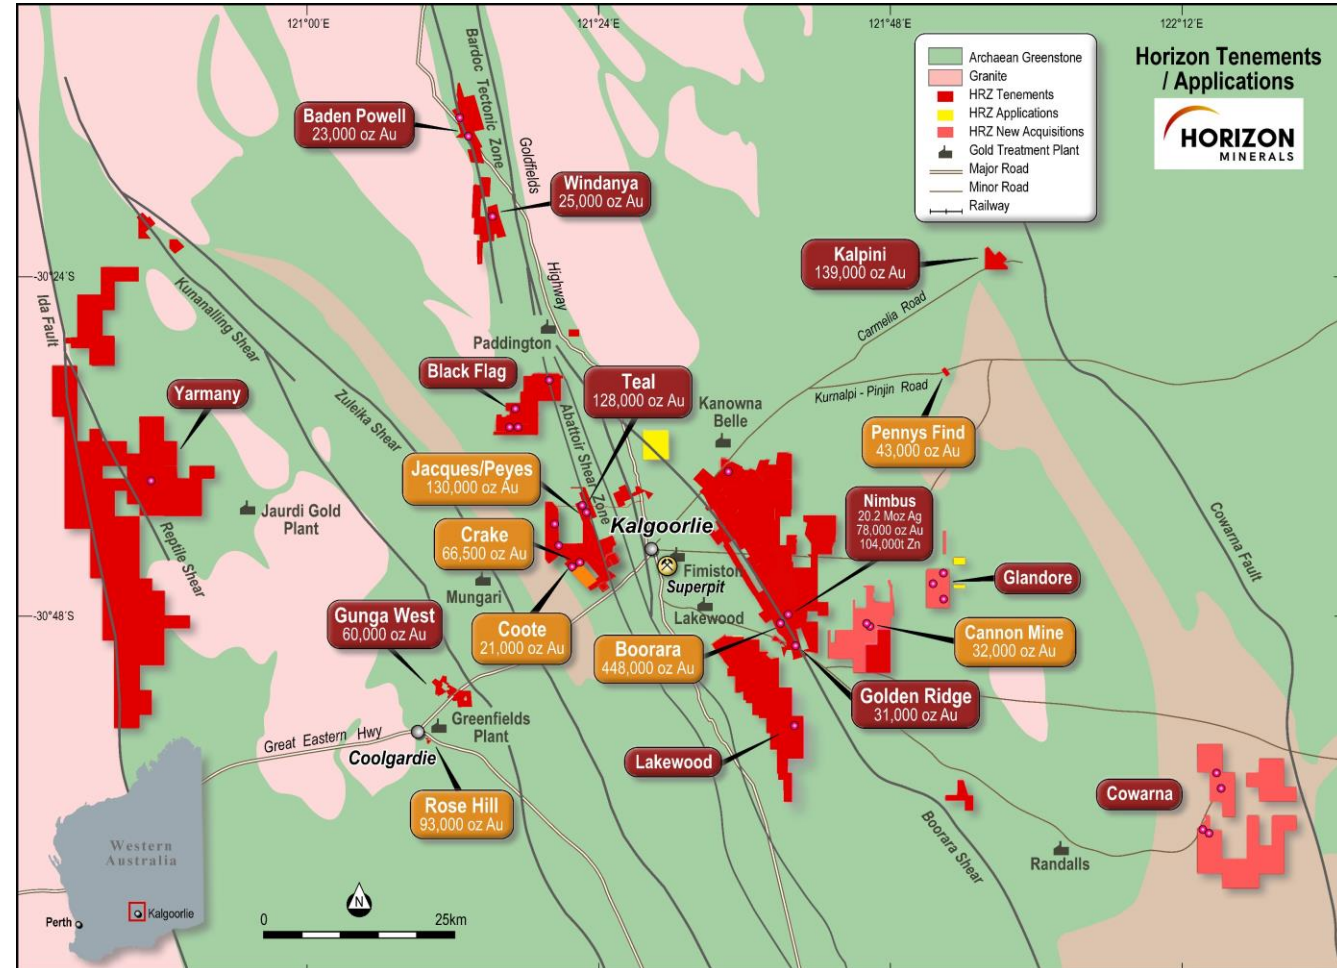 121°00´E
121°24´E
121°48´E
122°12´E
Horizon Tenements
/ Applications
HORIZON
MINERALS
Archaean Greenstone
Granite
HRZ Tenements
HRZ Applications
HRZ New Acquisitions
Gold Treatment Plant
Major Road
Minor Road
Railway
Bardoc Tectonic Zone
Goldfields
Highway
Baden Powell
23,000 oz Au
Windanya
25,000 oz Au
Kalpini
139,000 oz Au
-30°24´S
Ida Fault
Kunanalling Shear
Zuleika Shear
Carmelia Road
Paddington
Black Flag
Teal
128,000 oz Au
Kurnalpi - Pinjin Road
Yarmany
Abattoir Shear Zone
Kanowna
Belle
Pennys Find
43,000 oz Au
Jacques/Peyes
130,000 oz Au
Jaurdi Gold
Plant
Reptile Shear
Nimbus
20.2 Moz Ag
78,000 oz Au
104,000t Zn
Cowarna Fault
Kalgoorlie
Crake
66,500 oz Au
Fimiston
Superpit
Glandore
Mungari
-30°48´S
Gunga West
60,000 oz Au
Coote
21,000 oz Au
Lakewood
Boorara
448,000 oz Au
Cannon Mine
32,000 oz Au
Golden Ridge
31,000 oz Au
Greenfields
Plant
Great Eastern Hwy
Coolgardie
Lakewood
Rose Hill
93,000 oz Au
Cowarna
Boorara Shear
Randalls
Western
Australia
Perth
Kalgoorlie
N
0
25km